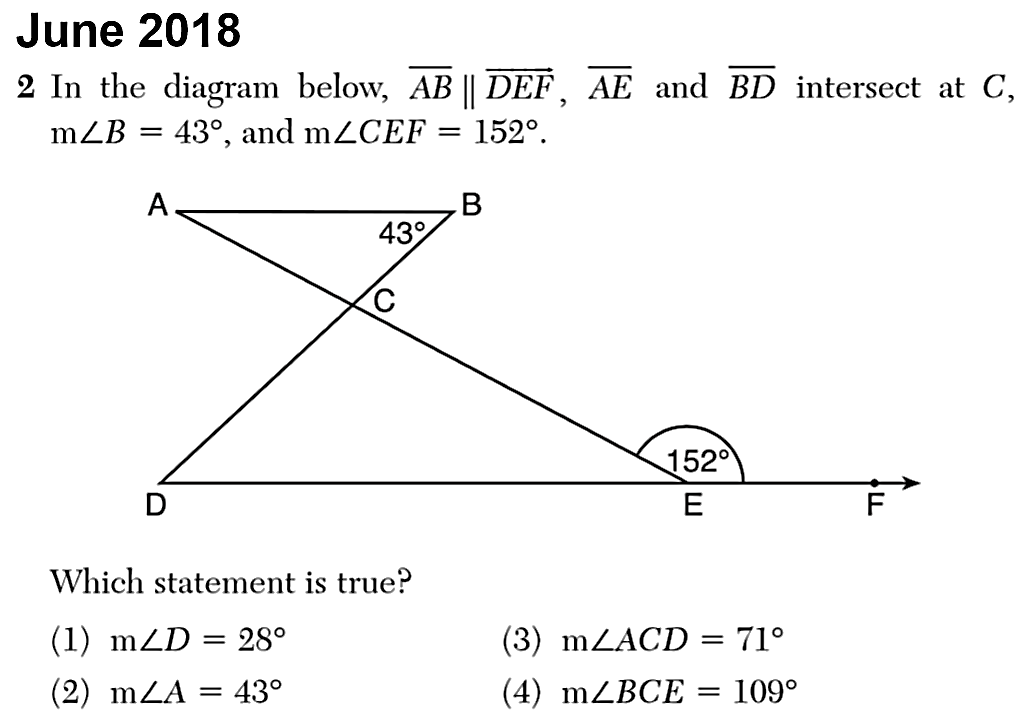 June 2018
2 In the diagram below, AB ∥ DEF, AE and BD intersect at C,
m∠B = 43°, and m∠CEF = 152°.
A B
43°
C
152°
D E F
Which statement is true?
(1) m∠D = 28° (3) m∠ACD = 71°
(2) m∠A = 43° (4) m∠BCE = 109°